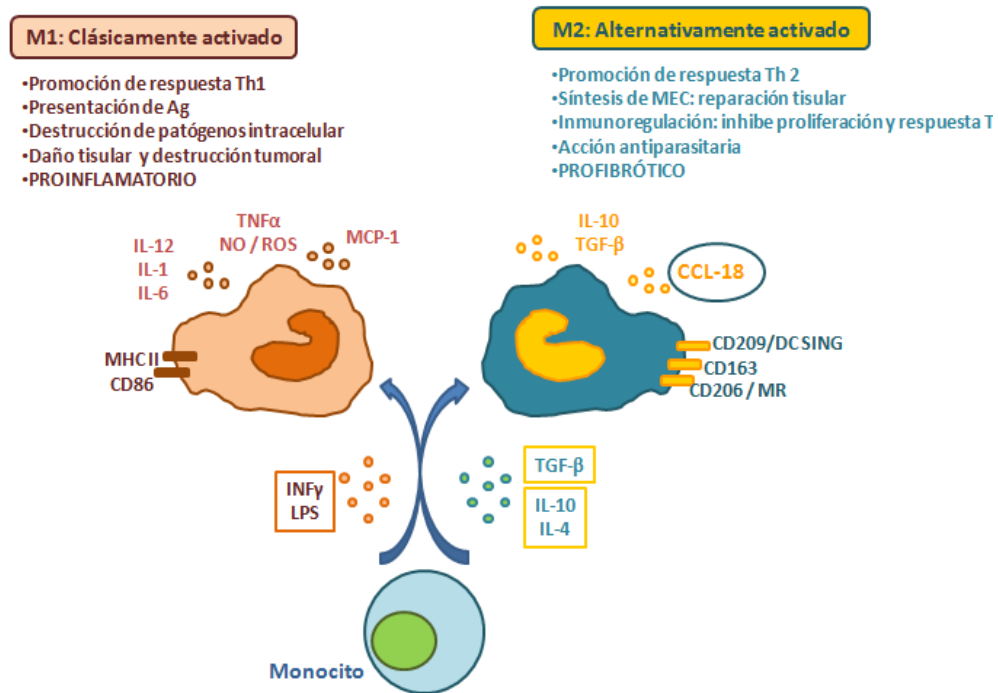 M1: Clásicamente activado
•Promoción de respuesta Th1
•Presentación de Ag
•Destrucción de patógenos intracelular
•Daño tisular y destrucción tumoral
•PROINFLAMATORIO
M2: Alternativamente activado
•Promoción de respuesta Th 2
•Síntesis de MEC: reparación tisular
•Inmunoregulación: inhibe proliferación y respuesta T
•Acción antiparasitaria
•PROFIBRÓTICO
IL-12
IL-1
IL-6
TNFα
NO / ROS
MCP-1
IL-10
TGF-β
CCL-18
MHC II
CD86
CD209/DC SING
CD163
CD206 / MR
INFγ
LPS
TGF-β
IL-10
IL-4
Monocito